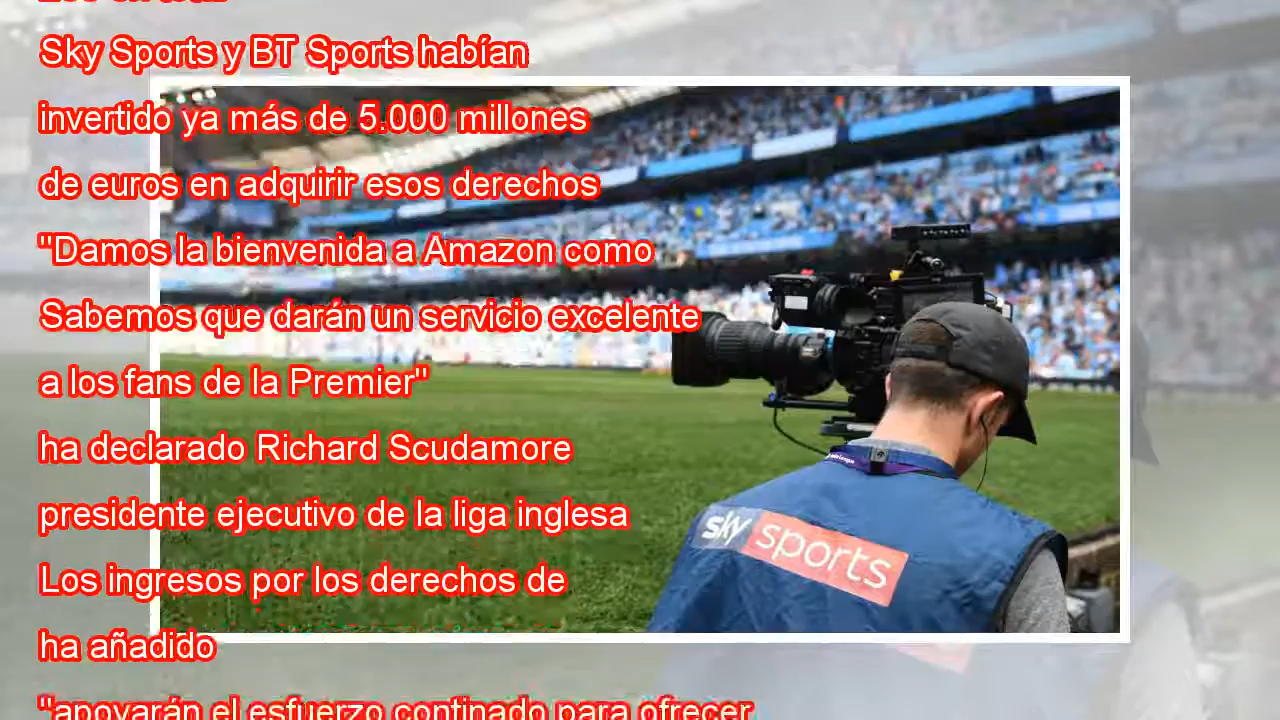 Sky Sports y BT Sports habían
invertido ya más de 5.000 millones
de euros en adquirir esos derechos
"Damos la bienvenida a Amazon como
Sabemos que darán un servicio excelente
a los fans de la Premier"
ha declarado Richard Scudamore
presidente ejecutivo de la liga inglesa
Los ingresos por los derechos de
ha añadido
"apoyarán el esfuerzo continado para ofrecer
sky sports